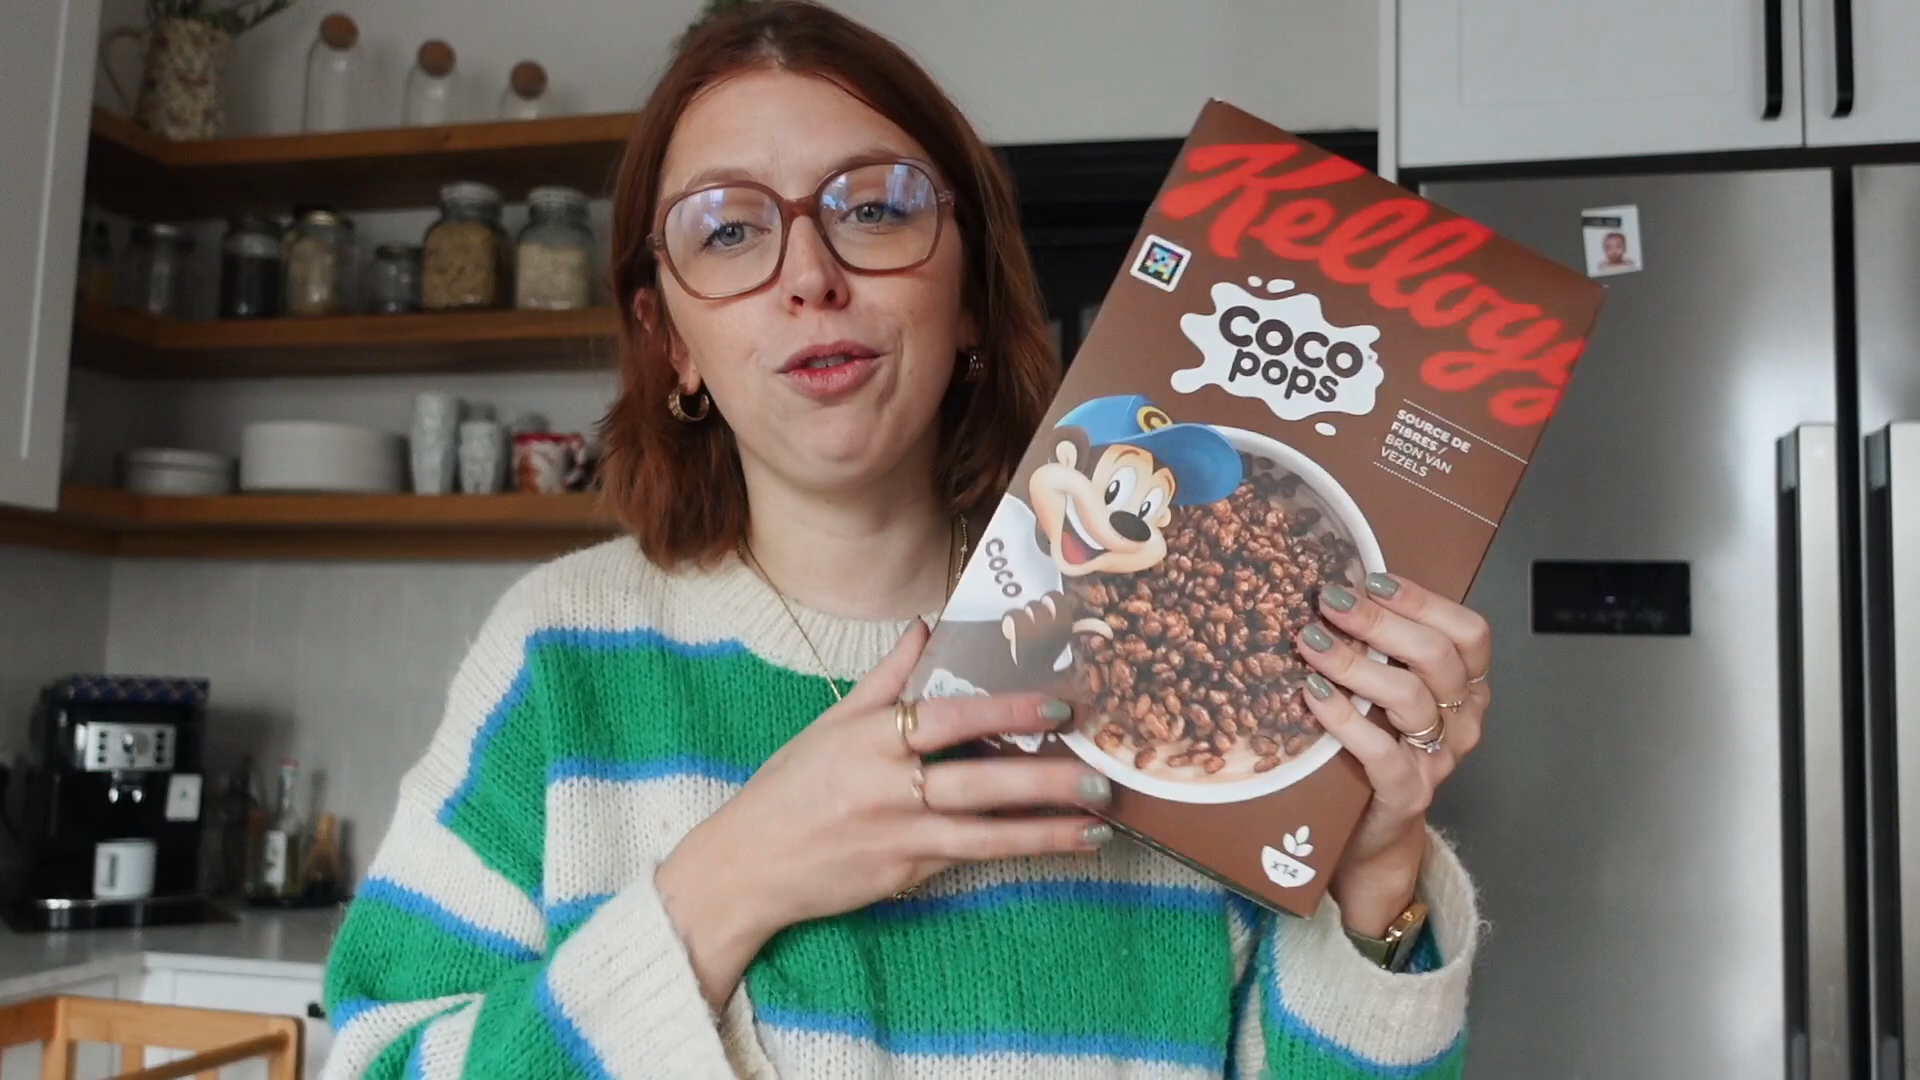 Kellogg's
COCO
pops
SOURCE DE
FIBRES /
BRON VAN
VEZELS
C
COCO
x14